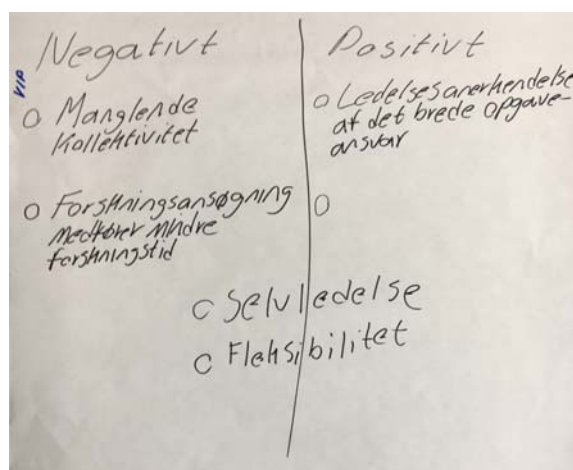 VIP
Negativt
Manglende
Kollektivitet
Forskningsansøgning
Medfører Mindre
forskningstid
Positivt
Ledelsesanerkendelse
af det brede opgave-
ansvar
Selvledelse
Fleksibilitet